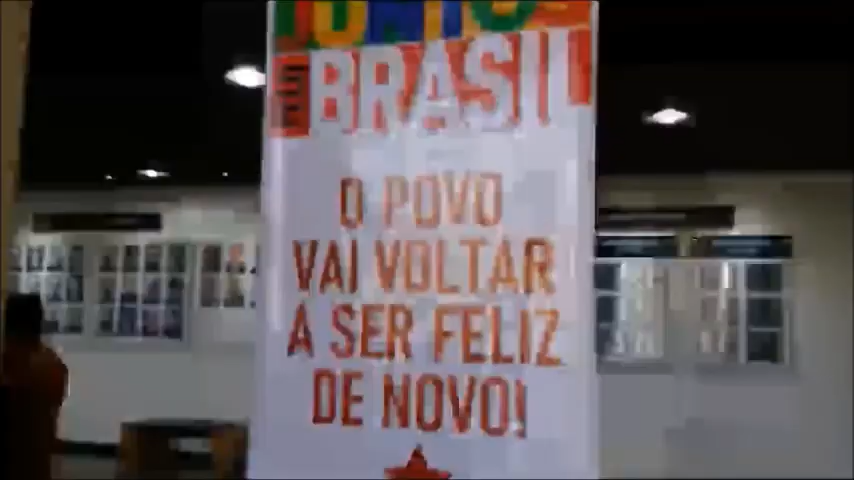 BRASIL
O POVO
VAI VOLTAR
A SER FELIZ
DE NOVO!